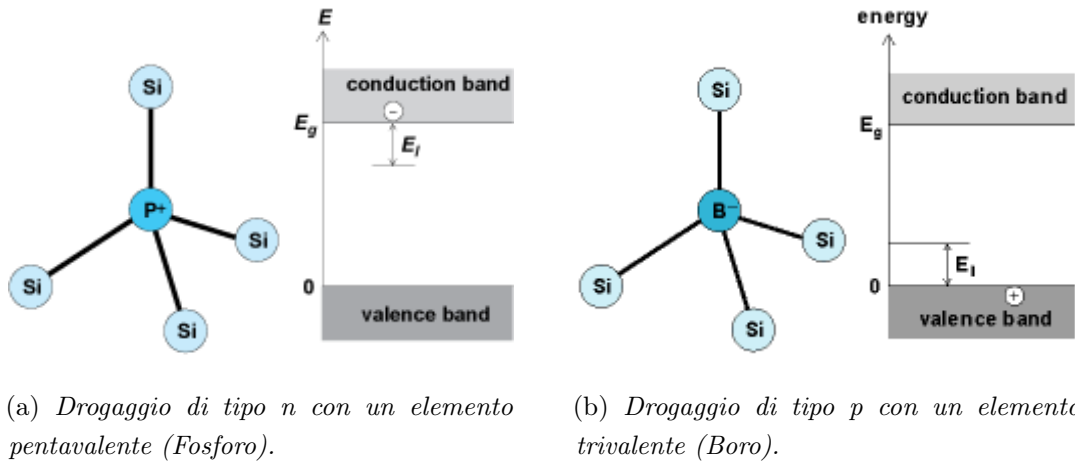 E
Si
conduction band
−
E_g
E_I
P+
Si
Si
Si
0
valence band
energy
Si
conduction band
E_g
B−
Si
Si
Si
E_I
0
+
valence band
(a) Drogaggio di tipo n con un elemento
pentavalente (Fosforo).
(b) Drogaggio di tipo p con un elemento
trivalente (Boro).